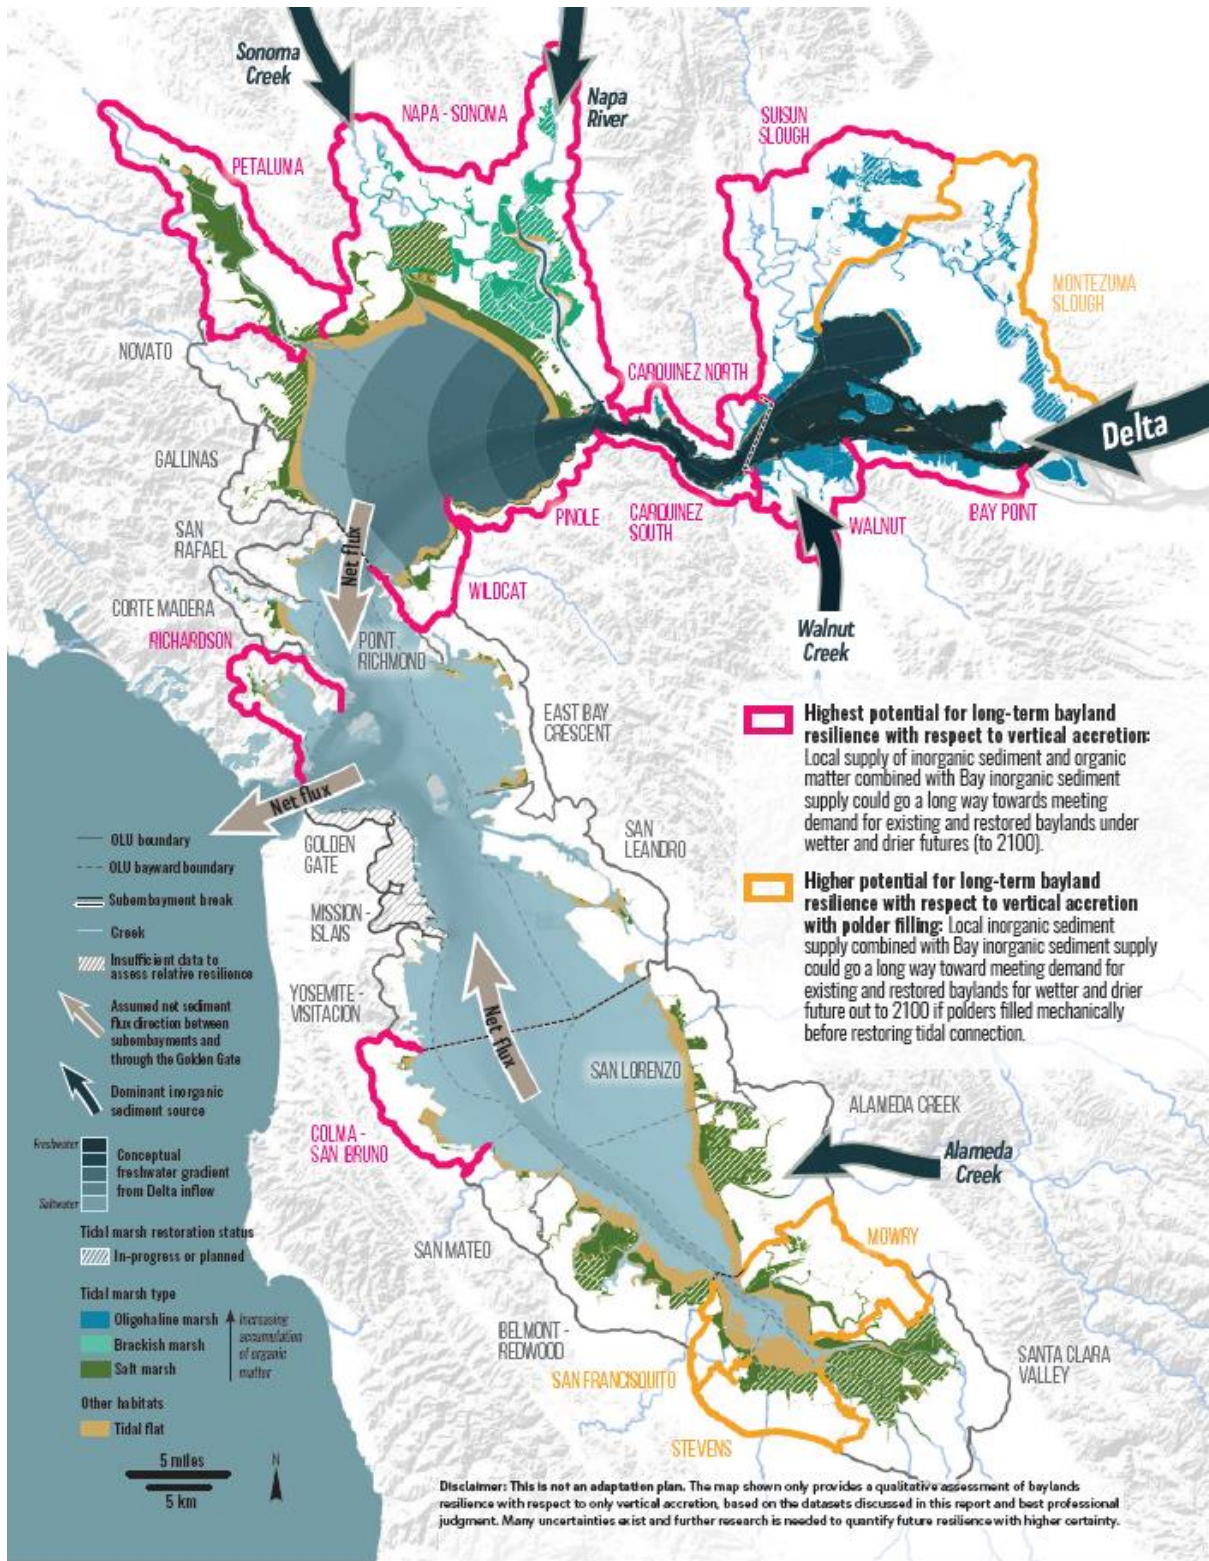 Sonoma
Creek
Napa
River
NAPA - SONOMA
SUISUN
SLOUGH
PETALUMA
MONTEZUMA
SLOUGH
NOVATO
CARQUINEZ NORTH
Delta
GALLINAS
PINOLE
CARQUINEZ
SOUTH
WALNUT
BAY POINT
SAN
RAFAEL
Net flux
WILDCAT
CORTE MADERA
RICHARDSON
POINT
RICHMOND
Walnut
Creek
EAST BAY
CRESCENT
Highest potential for long-term bayland
resilience with respect to vertical accretion:
Local supply of inorganic sediment and organic
matter combined with Bay inorganic sediment
supply could go a long way towards meeting
demand for existing and restored baylands under
wetter and drier futures (to 2100).
Net flux
GOLDEN
GATE
SAN
LEANDRO
Higher potential for long-term bayland
resilience with respect to vertical accretion
with polder filling: Local inorganic sediment
supply combined with Bay inorganic sediment supply
could go a long way toward meeting demand for
existing and restored baylands for wetter and drier
future out to 2100 if polders filled mechanically
before restoring tidal connection.
MISSION -
ISLAIS
YOSEMITE -
VISITACION
Net flux
SAN LORENZO
ALAMEDA CREEK
COLMA -
SAN BRUNO
Alameda
Creek
SAN MATEO
MOWRY
BELMONT -
REDWOOD
SAN FRANCISQUITO
SANTA CLARA
VALLEY
STEVENS
OLU boundary
OLU bayward boundary
Subembayment break
Creek
Insufficient data to
assess relative resilience
Assumed net sediment
flux direction between
subembayments and
through the Golden Gate
Dominant inorganic
sediment source
Freshwater
Conceptual
freshwater gradient
from Delta inflow
Saltwater
Tidal marsh restoration status
In-progress or planned
Tidal marsh type
Oligohaline marsh
Brackish marsh
Salt marsh
Increasing
accumulation
of organic
matter
Other habitats
Tidal flat
5 miles
5 km
N
Disclaimer: This is not an adaptation plan. The map shown only provides a qualitative assessment of baylands
resilience with respect to only vertical accretion, based on the datasets discussed in this report and best professional
judgment. Many uncertainties exist and further research is needed to quantify future resilience with higher certainty.